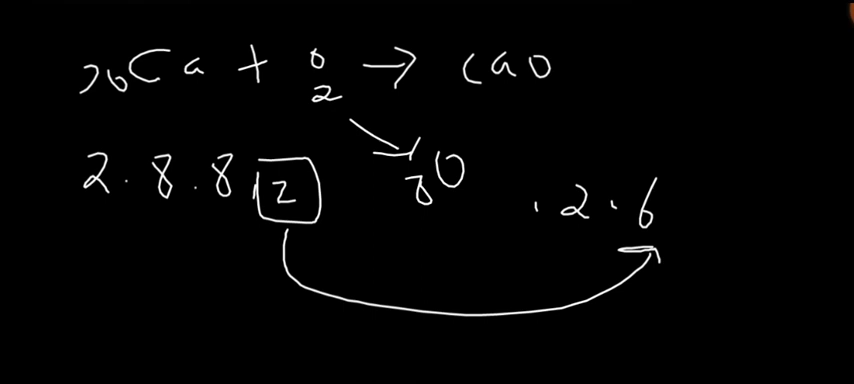 ₂₀Ca + O₂ → CaO
2.8.8.2 ₈O .2.6